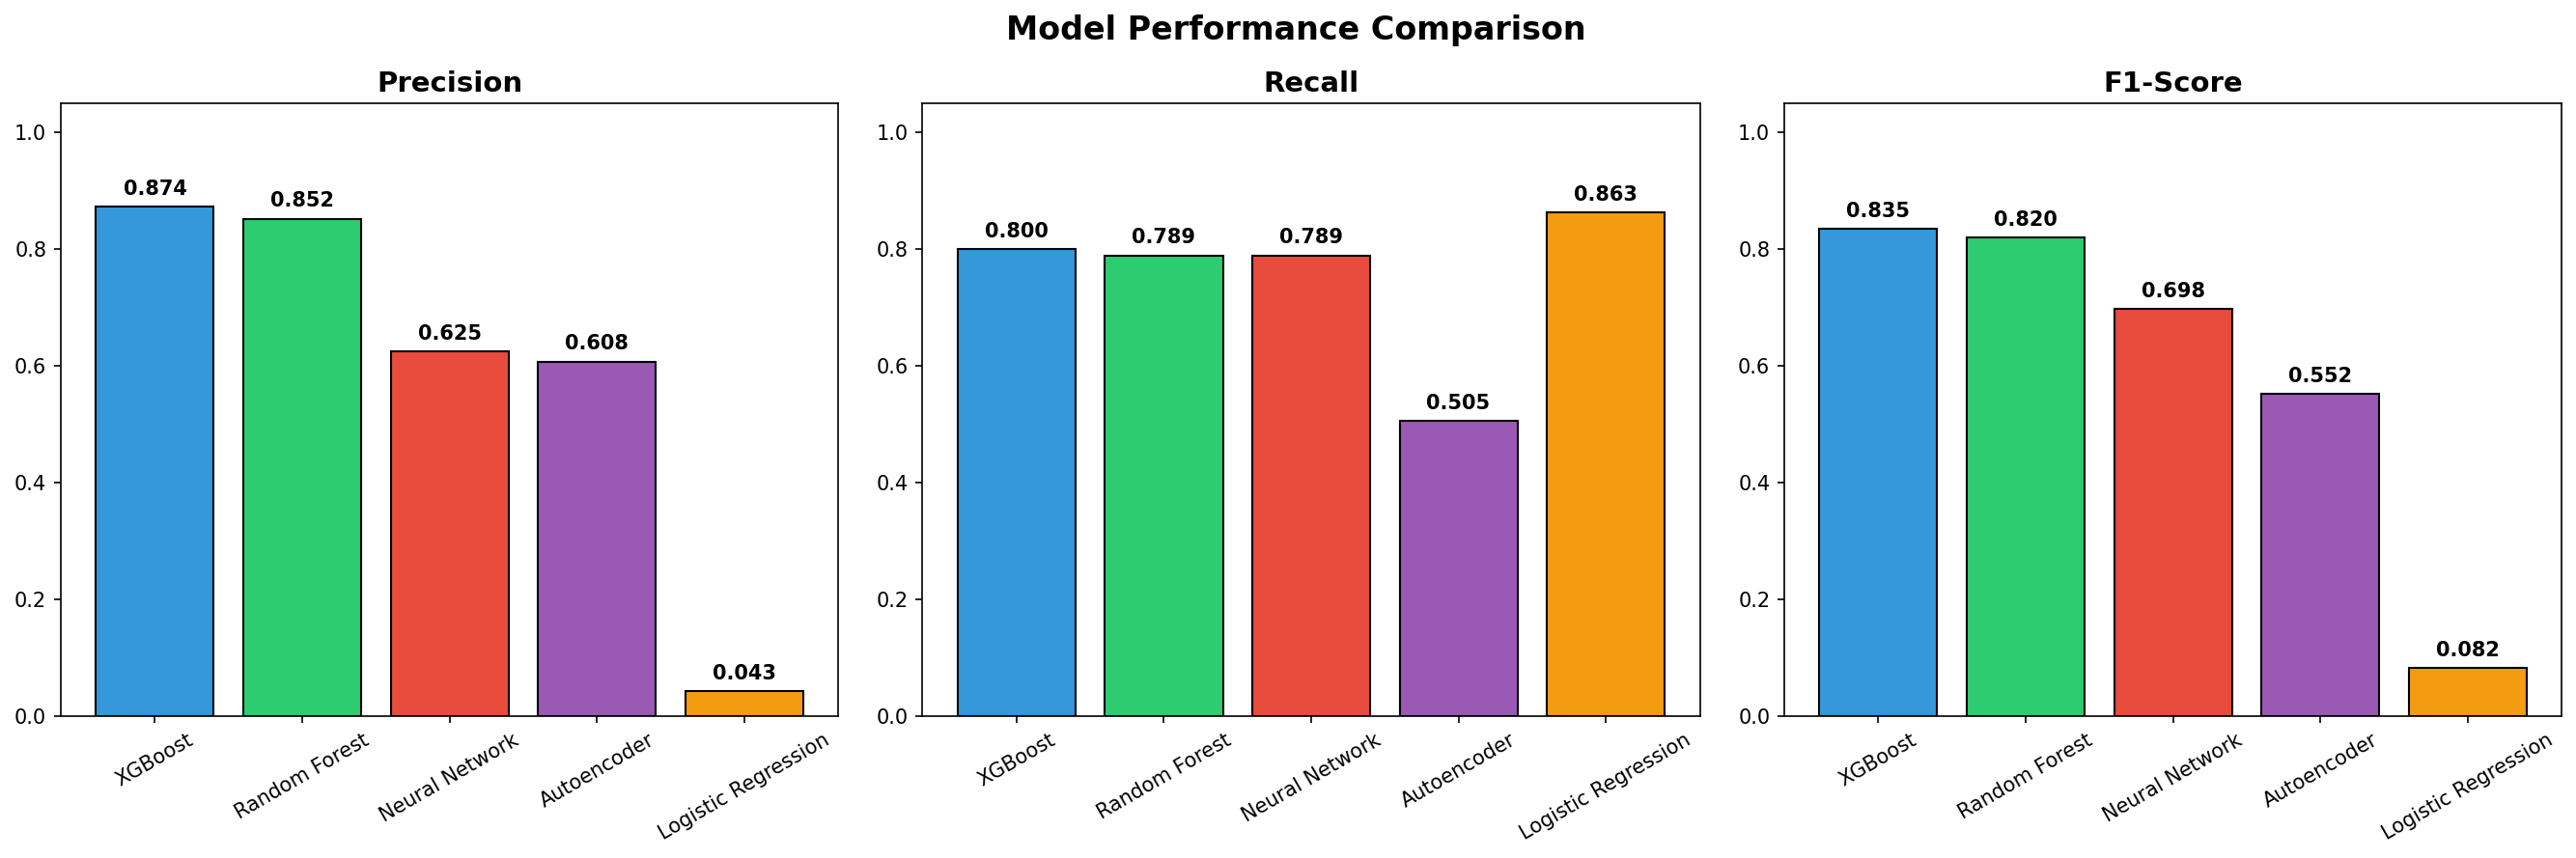 Model Performance Comparison
Precision
1.0
0.8
0.6
0.4
0.2
0.0
0.874
0.852
0.625
0.608
0.043
XGBoost
Random Forest
Neural Network
Autoencoder
Logistic Regression
Recall
1.0
0.8
0.6
0.4
0.2
0.0
0.800
0.789
0.789
0.505
0.863
XGBoost
Random Forest
Neural Network
Autoencoder
Logistic Regression
F1-Score
1.0
0.8
0.6
0.4
0.2
0.0
0.835
0.820
0.698
0.552
0.082
XGBoost
Random Forest
Neural Network
Autoencoder
Logistic Regression